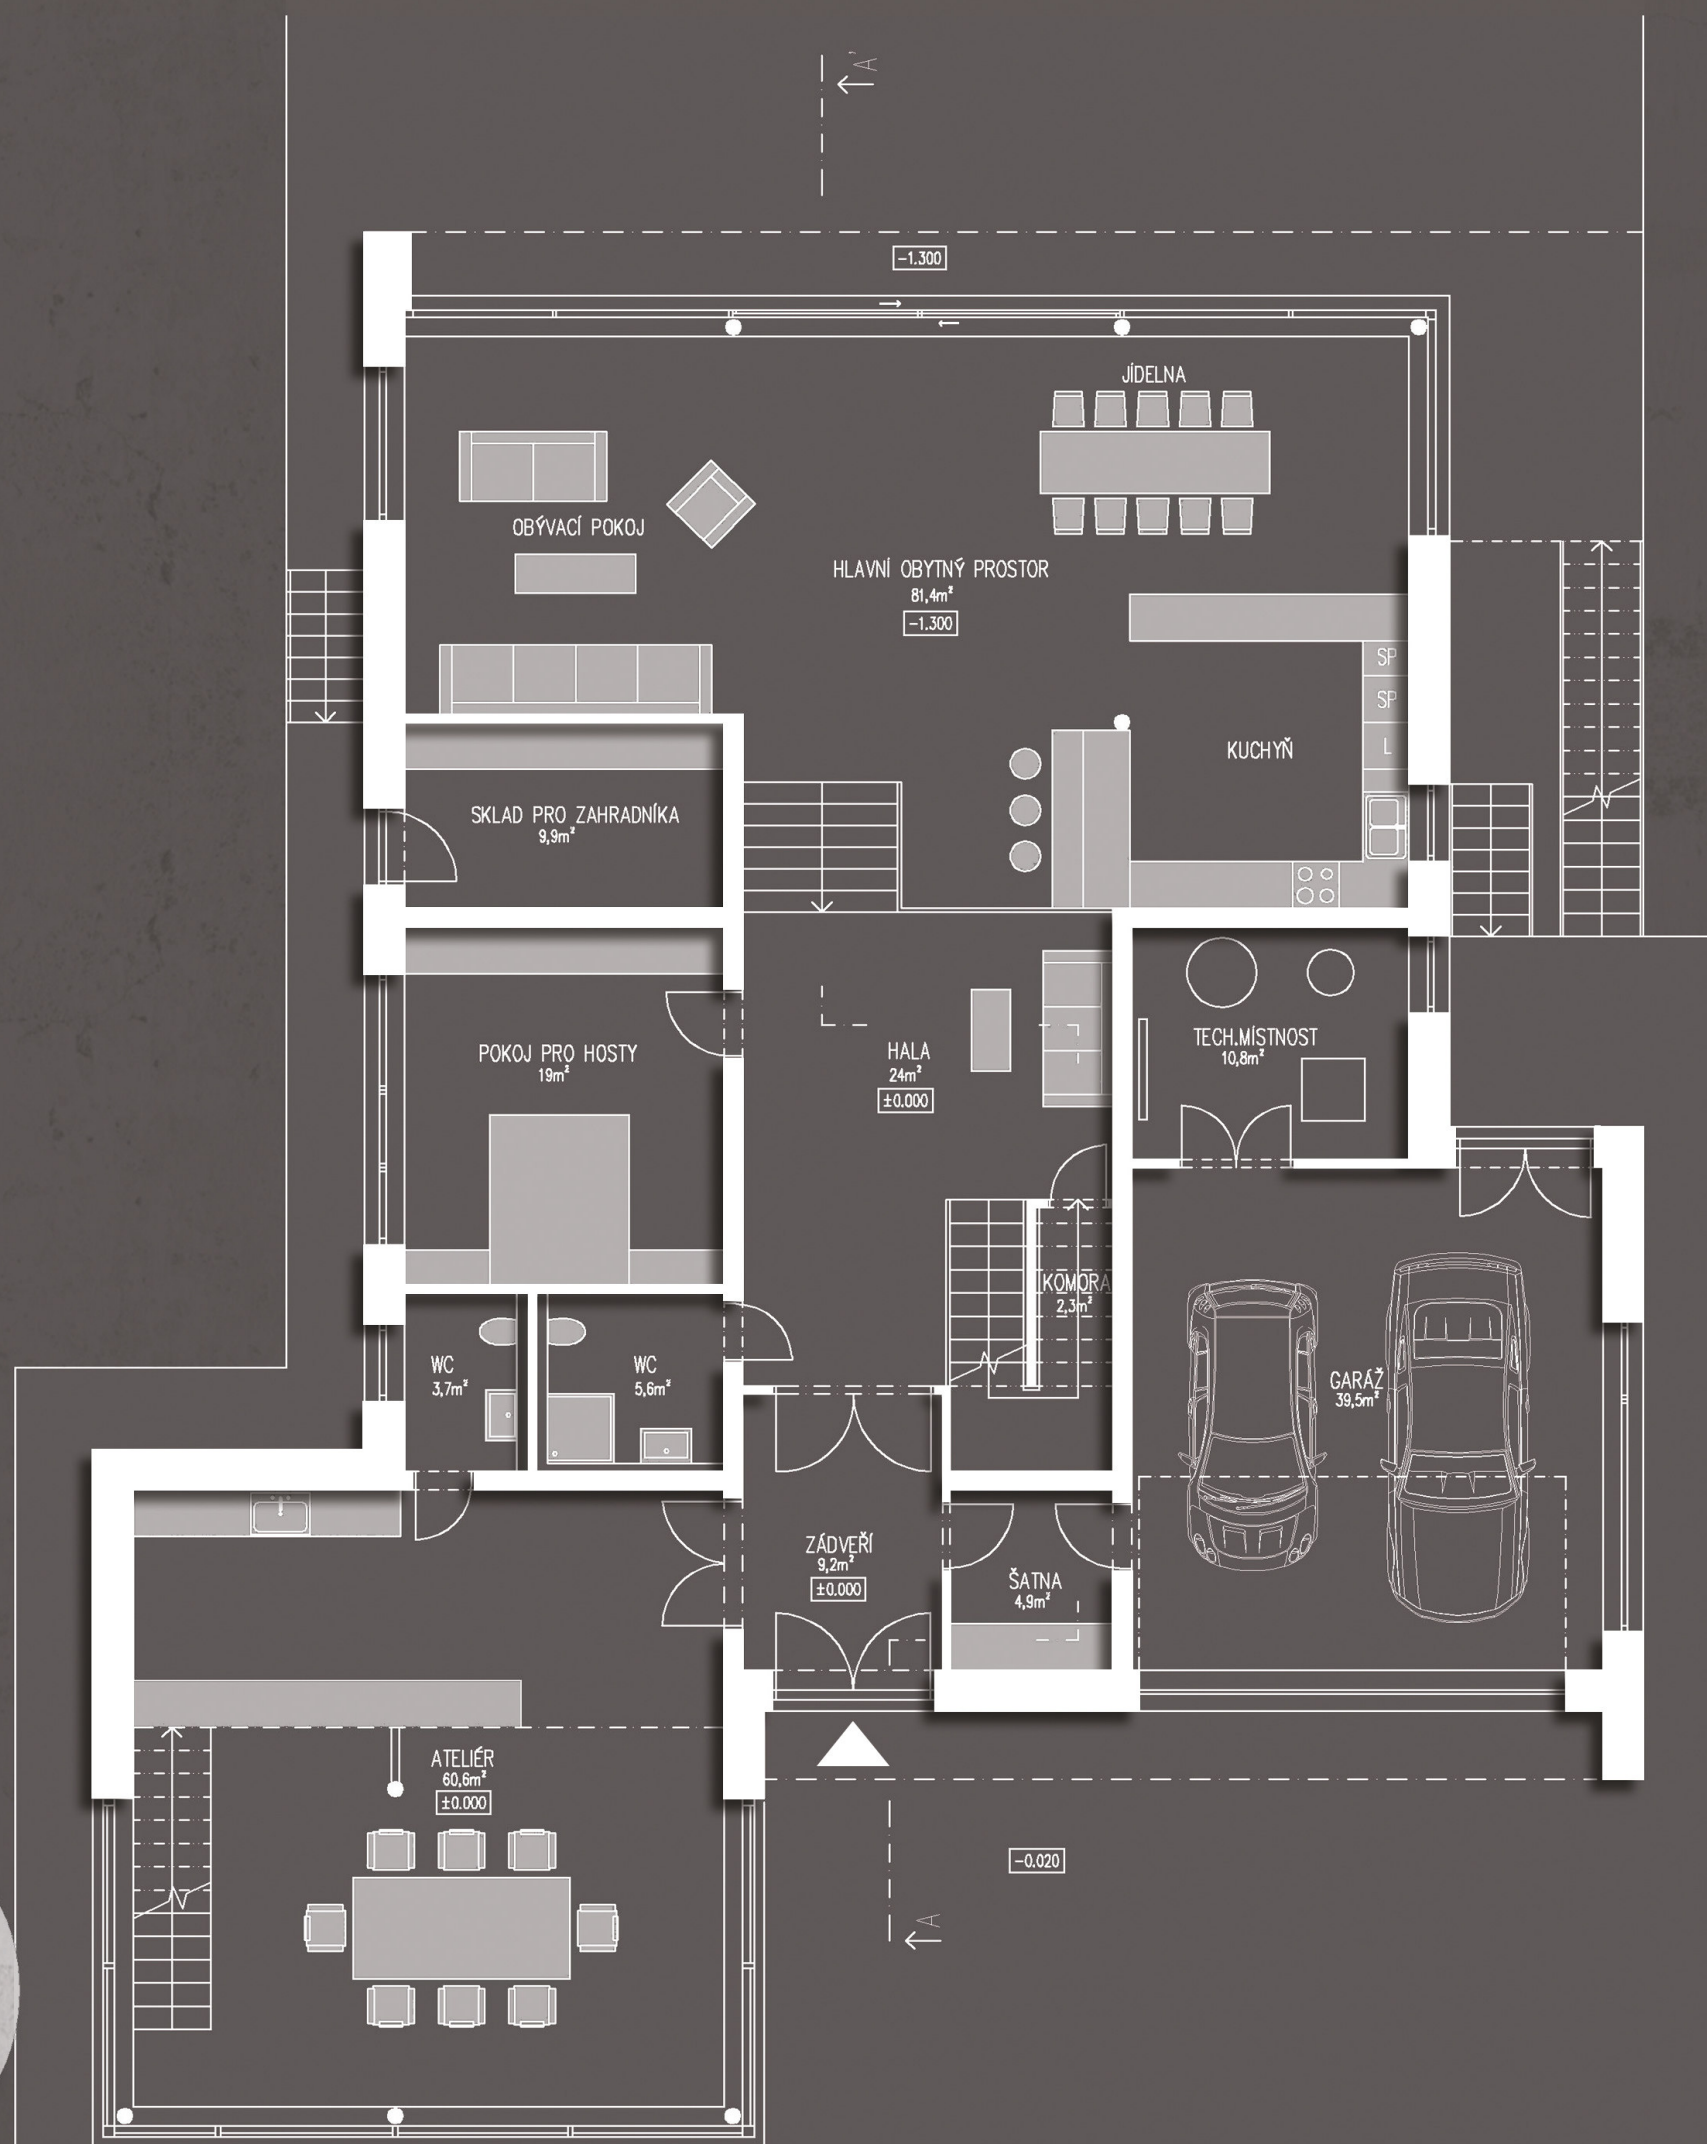 A'
-1.300
JÍDELNA
OBÝVACÍ POKOJ
HLAVNÍ OBYTNÝ PROSTOR
81,4m²
-1.300
SP
SP
L
KUCHYŇ
SKLAD PRO ZAHRADNÍKA
9,9m²
POKOJ PRO HOSTY
19m²
HALA
24m²
±0.000
TECH.MÍSTNOST
10,8m²
KOMORA
2,3m²
WC
3,7m²
WC
5,6m²
GARÁŽ
39,5m²
ZÁDVEŘÍ
9,2m²
±0.000
ŠATNA
4,9m²
ATELIÉR
60,6m²
±0.000
-0.020
A